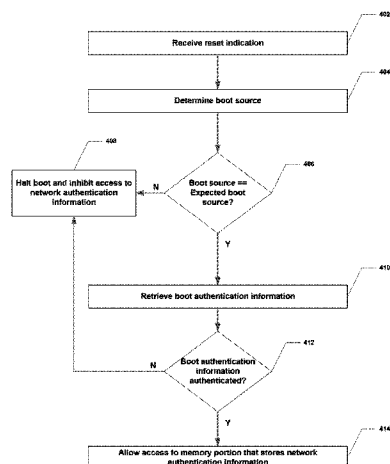 402
Receive reset indication
404
Determine boot source
408
Halt boot and inhibit access to
network authentication
information
N
Boot source ==
Expected boot
source?
406
Y
410
Retrieve boot authentication information
412
N
Boot authentication
information
authenticated?
Y
414
Allow access to memory portion that stores network
authentication information